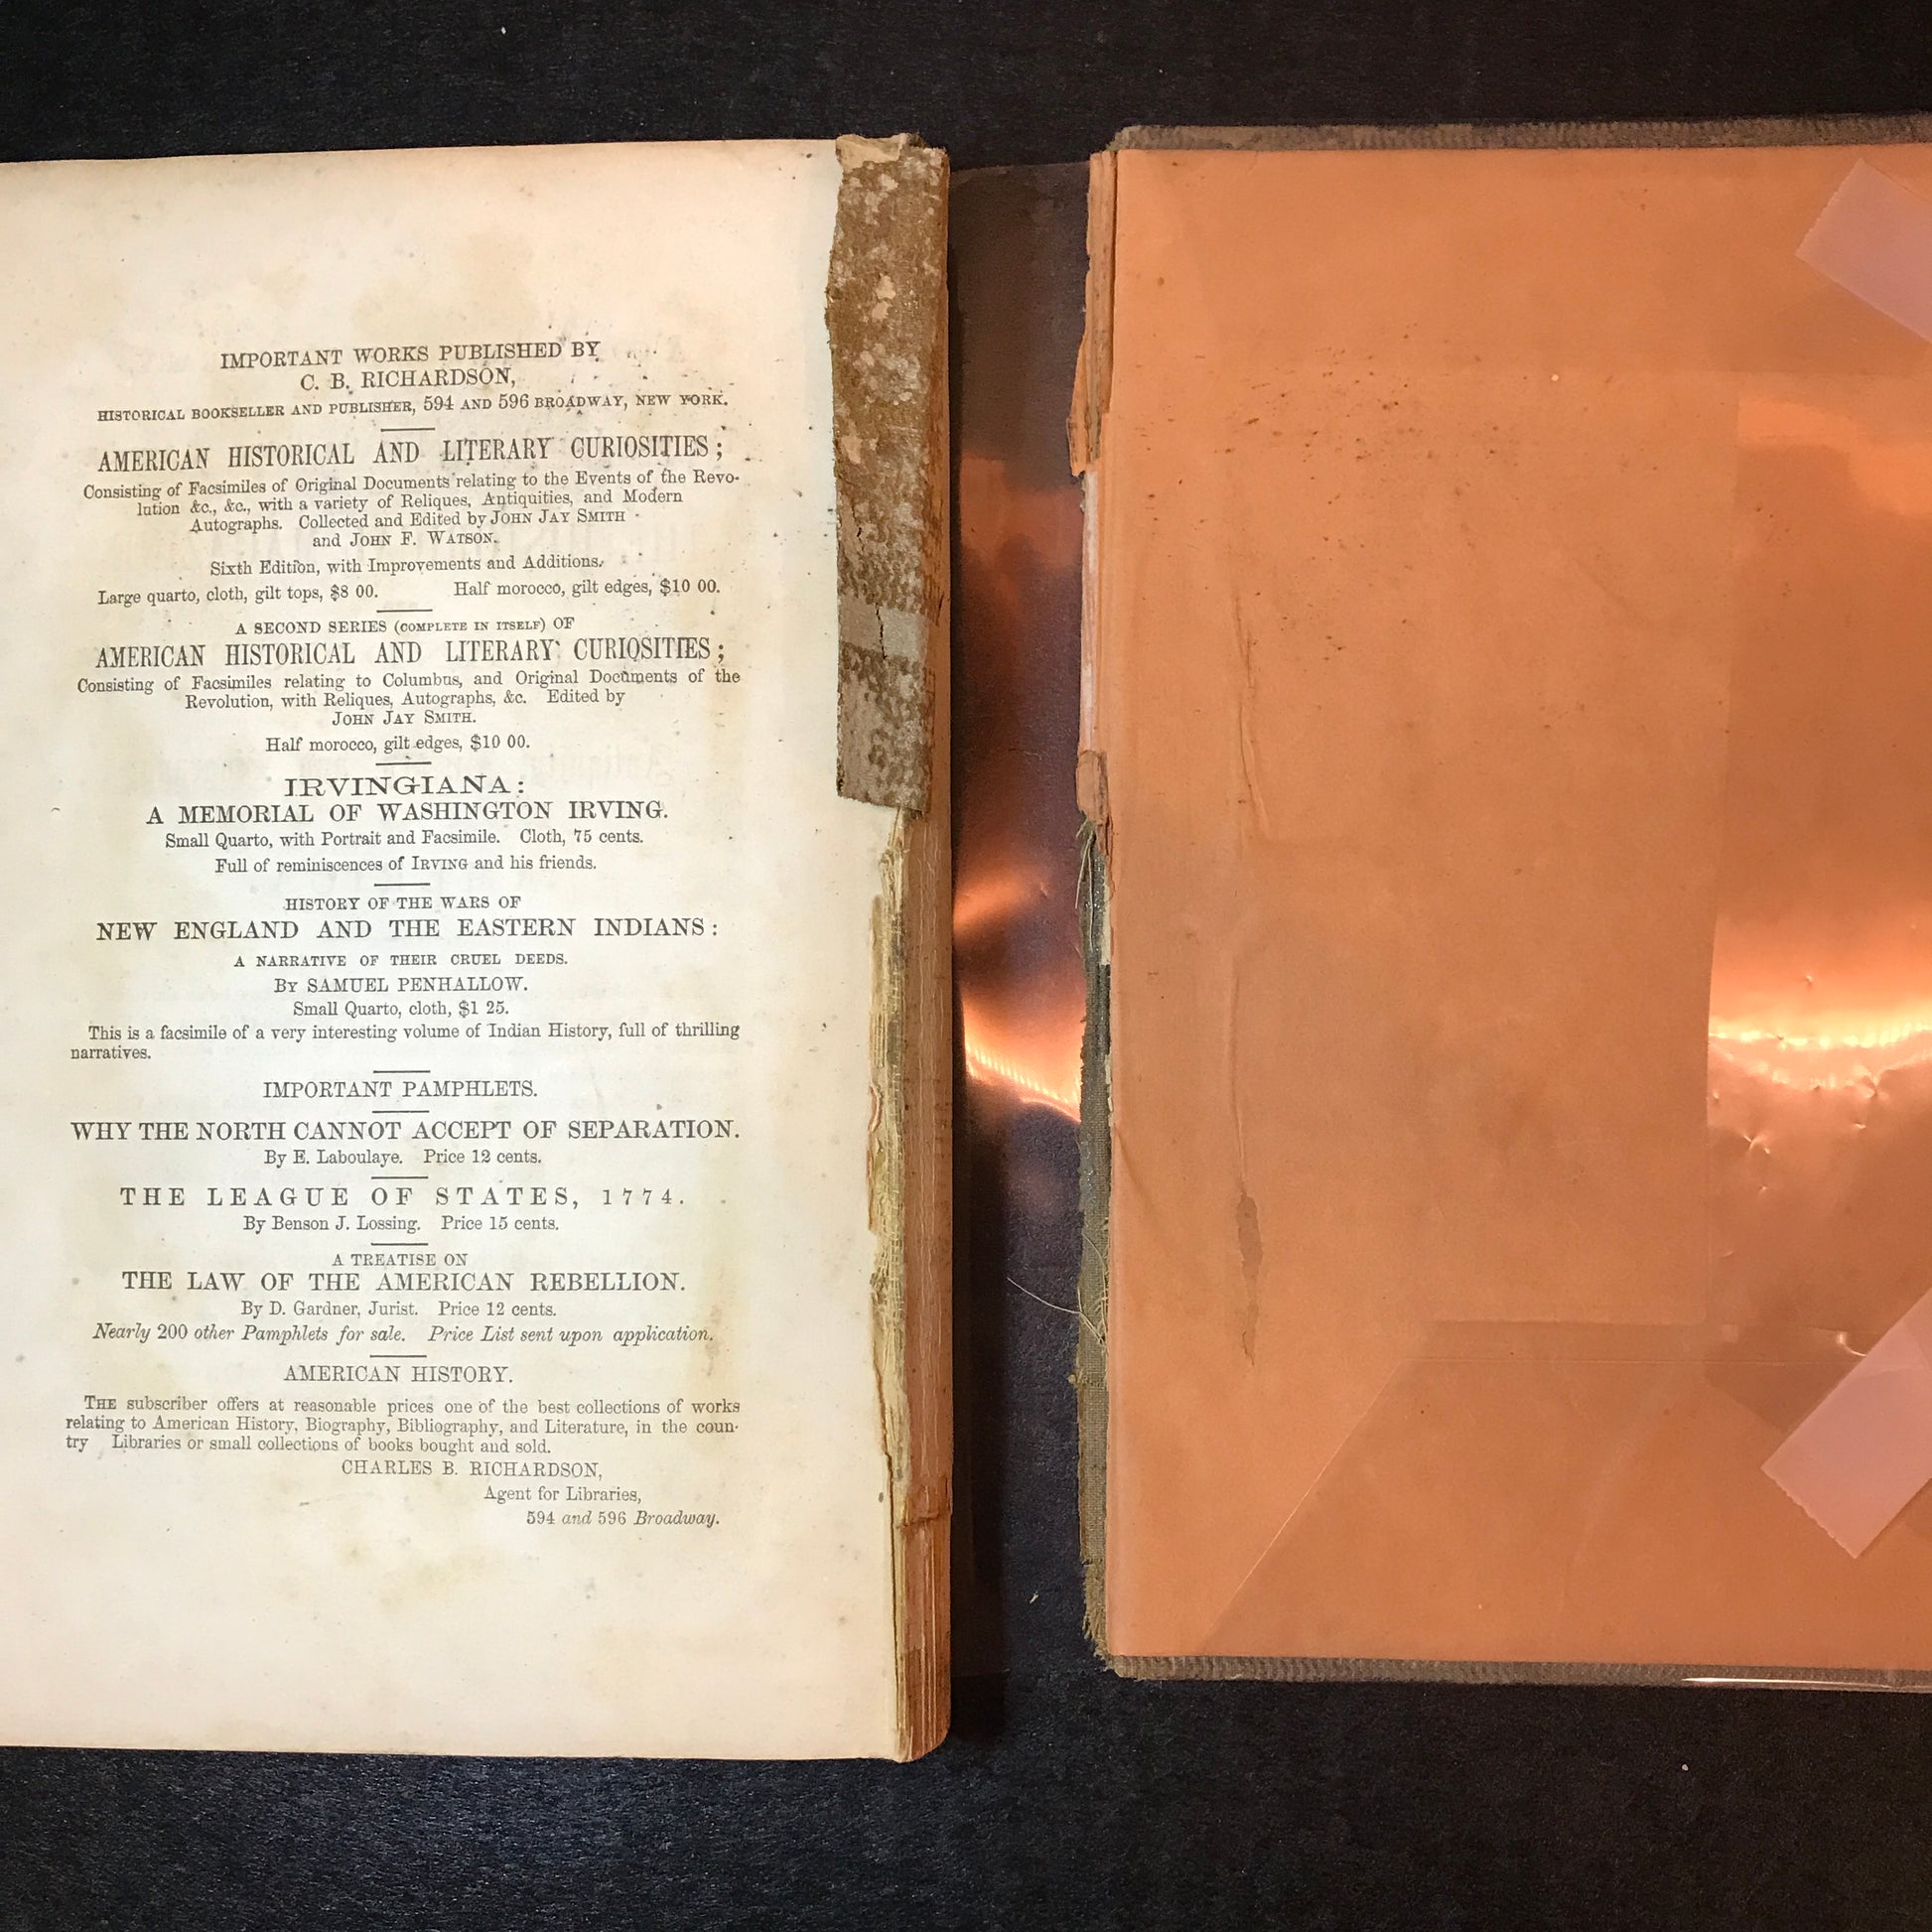 IMPORTANT WORKS PUBLISHED BY
C. B. RICHARDSON,
HISTORICAL BOOKSELLER AND PUBLISHER, 594 AND 596 BROADWAY, NEW YORK.
AMERICAN HISTORICAL AND LITERARY CURIOSITIES;
Consisting of Facsimiles of Original Documents relating to the Events of the Revo-
lution &c., &c., with a variety of Reliques, Antiquities, and Modern
Autographs. Collected and Edited by JOHN JAY SMITH
and JOHN F. WATSON.
Sixth Edition, with Improvements and Additions.
Large quarto, cloth, gilt tops, $8 00. Half morocco, gilt edges, $10 00.
A SECOND SERIES (COMPLETE IN ITSELF) OF
AMERICAN HISTORICAL AND LITERARY CURIOSITIES;
Consisting of Facsimiles relating to Columbus, and Original Documents of the
Revolution, with Reliques, Autographs, &c. Edited by
JOHN JAY SMITH.
Half morocco, gilt edges, $10 00.
IRVINGIANA:
A MEMORIAL OF WASHINGTON IRVING.
Small Quarto, with Portrait and Facsimile. Cloth, 75 cents.
Full of reminiscences of IRVING and his friends.
HISTORY OF THE WARS OF
NEW ENGLAND AND THE EASTERN INDIANS:
A NARRATIVE OF THEIR CRUEL DEEDS.
BY SAMUEL PENHALLOW.
Small Quarto, cloth, $1 25.
This is a facsimile of a very interesting volume of Indian History, full of thrilling
narratives.
IMPORTANT PAMPHLETS.
WHY THE NORTH CANNOT ACCEPT OF SEPARATION.
By E. Laboulaye. Price 12 cents.
THE LEAGUE OF STATES, 1774.
By Benson J. Lossing. Price 15 cents.
A TREATISE ON
THE LAW OF THE AMERICAN REBELLION.
By D. Gardner, Jurist. Price 12 cents.
Nearly 200 other Pamphlets for sale. Price List sent upon application.
AMERICAN HISTORY.
THE subscriber offers at reasonable prices one of the best collections of works
relating to American History, Biography, Bibliography, and Literature, in the coun-
try Libraries or small collections of books bought and sold.
CHARLES B. RICHARDSON,
Agent for Libraries,
594 and 596 Broadway.